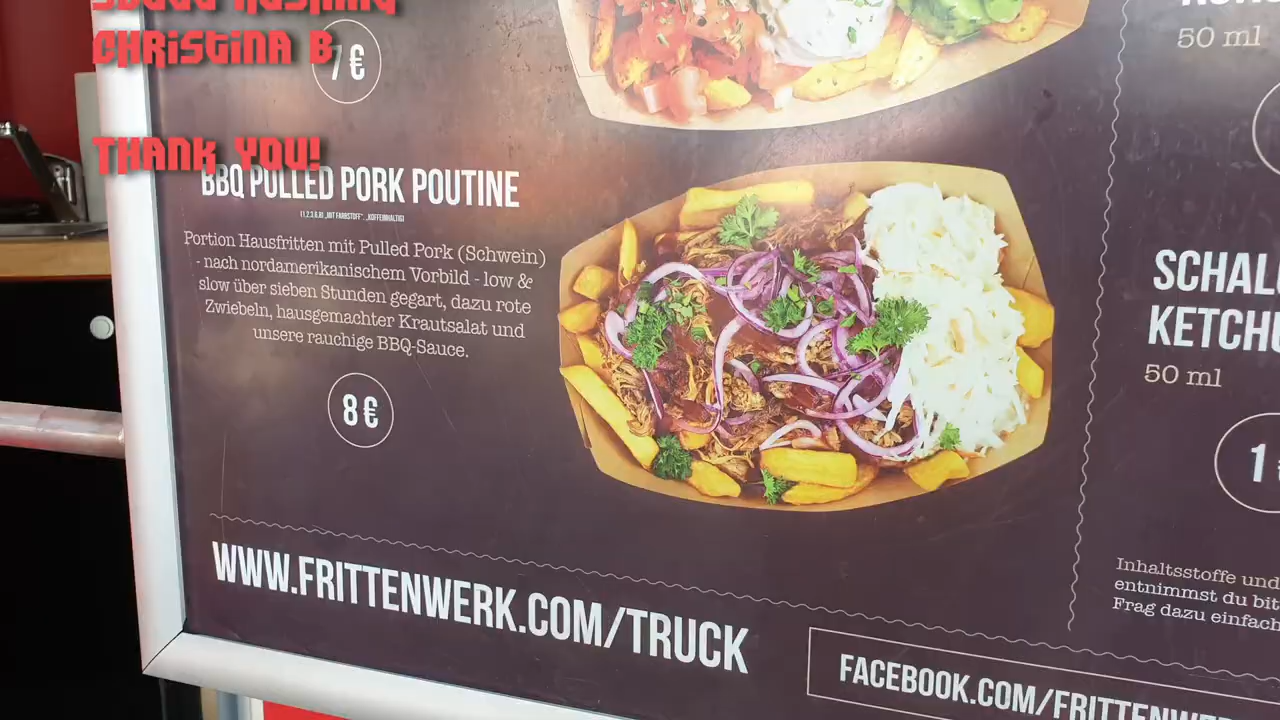 CHRISTINA B
7 €
THANK YOU!
BBQ PULLED PORK POUTINE
Portion Hausfritten mit Pulled Pork (Schwein)
- nach nordamerikanischem Vorbild - low &
slow über sieben Stunden gegart, dazu rote
Zwiebeln, hausgemachter Krautsalat und
unsere rauchige BBQ-Sauce.
8 €
WWW.FRITTENWERK.COM/TRUCK
FACEBOOK.COM/FRITTENWERK
50 ml
KETCHU
50 ml
1 €
Inhaltsstoffe und
entnimmst du bit
Frag dazu einfach